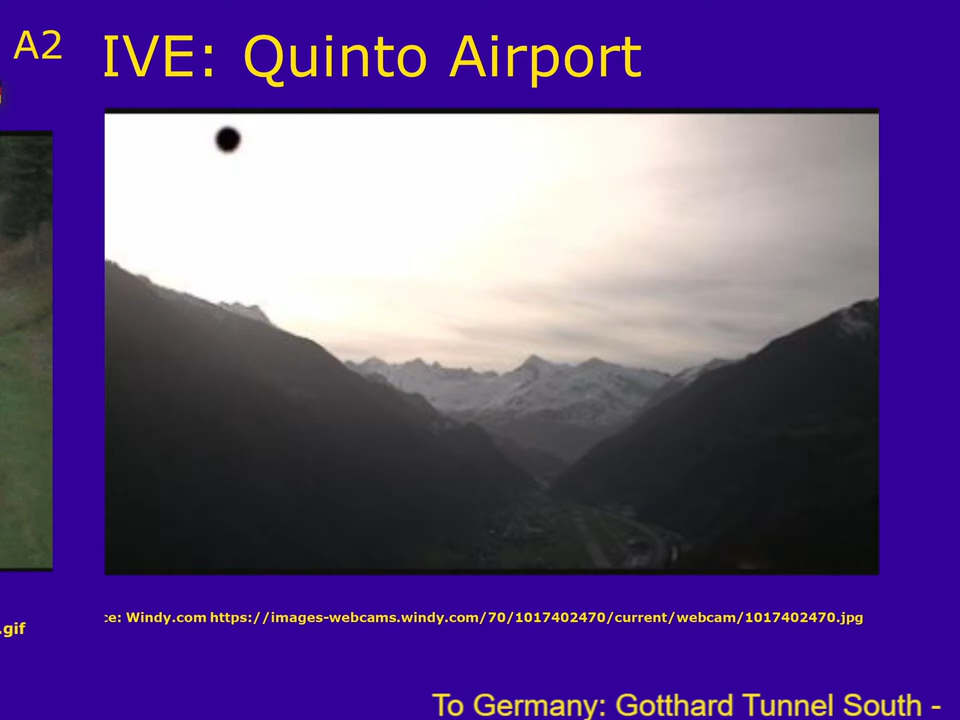 A2
IVE: Quinto Airport
ce: Windy.com https://images-webcams.windy.com/70/1017402470/current/webcam/1017402470.jpg
.gif
To Germany: Gotthard Tunnel South -